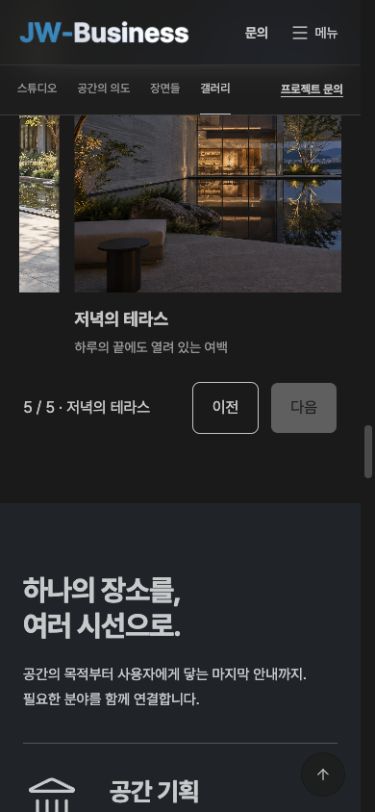 JW-Business
문의
메뉴
스튜디오
공간의 의도
장면들
갤러리
프로젝트 문의
저녁의 테라스
하루의 끝에도 열려 있는 여백
5 / 5 · 저녁의 테라스
이전
다음
하나의 장소를,
여러 시선으로.
공간의 목적부터 사용자에게 닿는 마지막 안내까지.
필요한 분야를 함께 연결합니다.
공간 기획